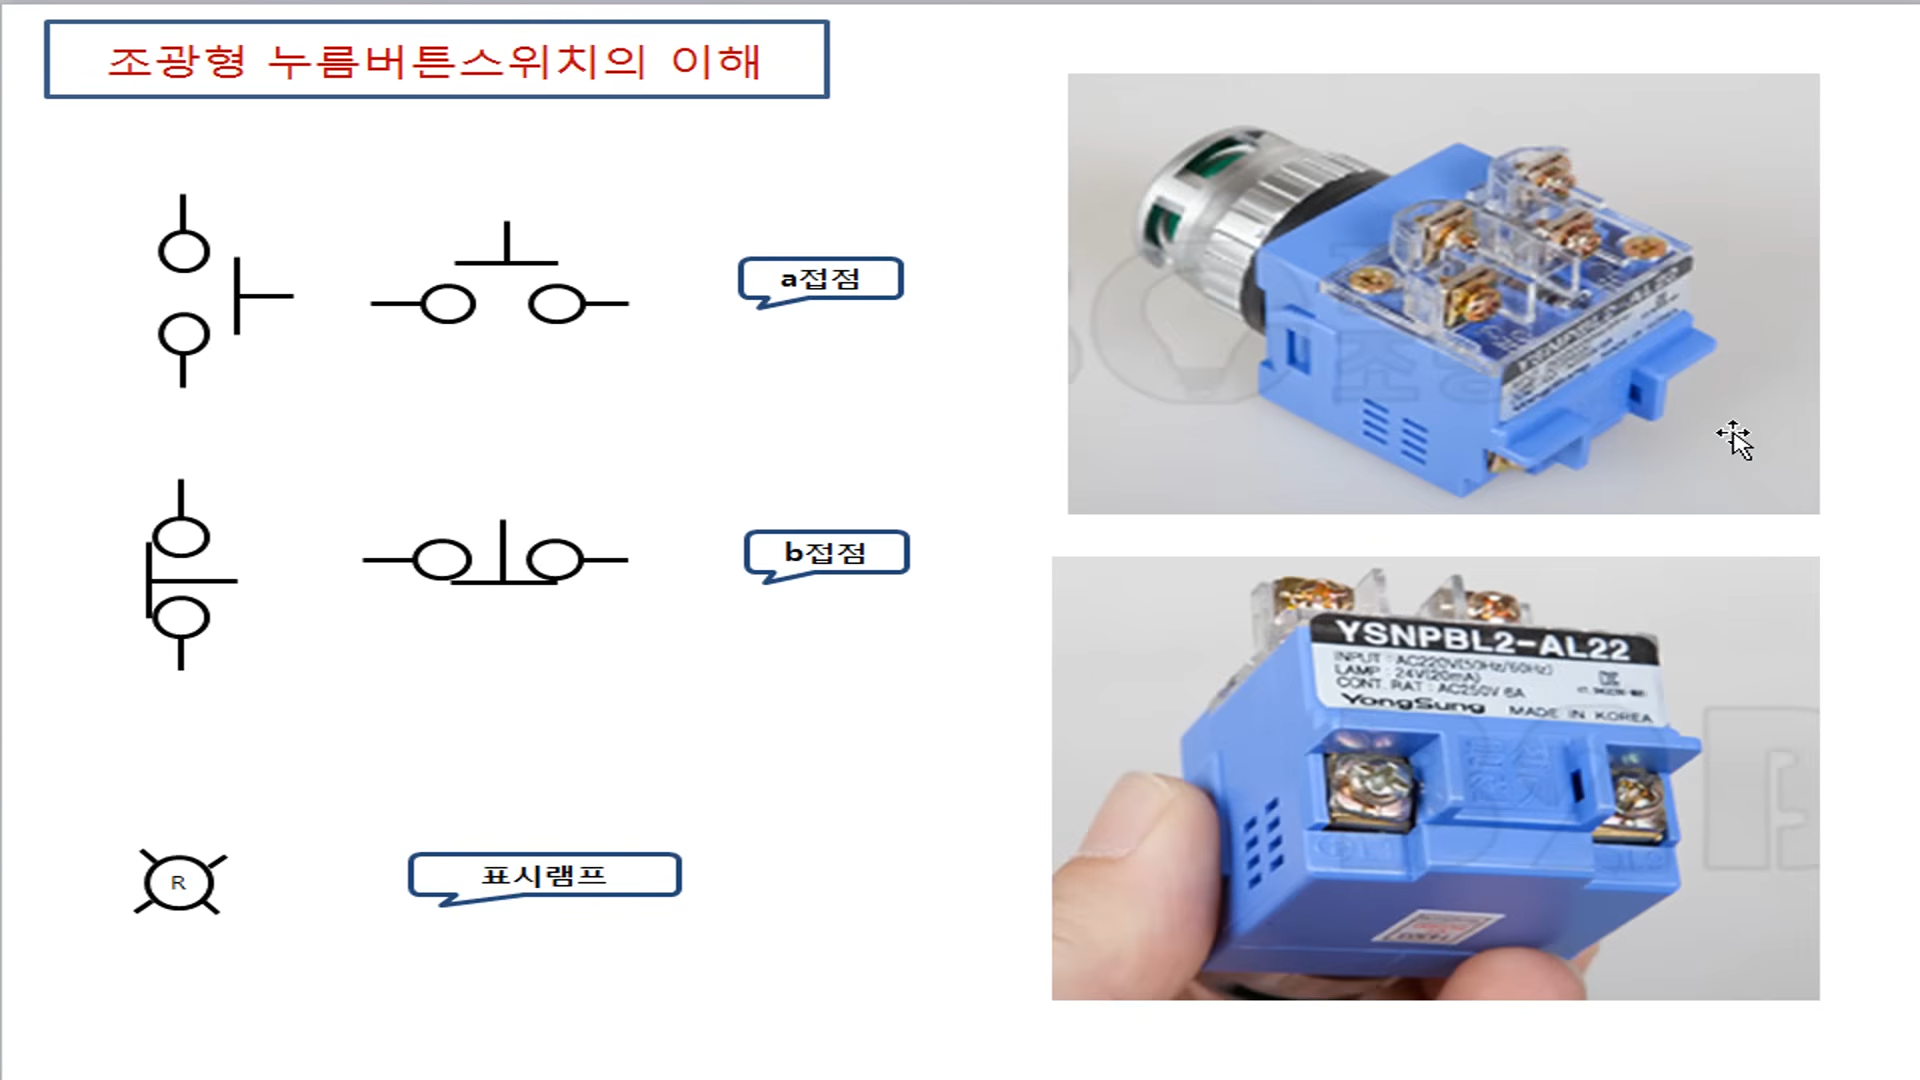 조광형 누름버튼스위치의 이해
a접점
b접점
R
표시램프
YSNPBL2-AL22
INPUT : AC220V(50Hz/60Hz)
LAMP : 24V(20mA)
CONT. RAT : AC250V 6A
YongSung MADE IN KOREA